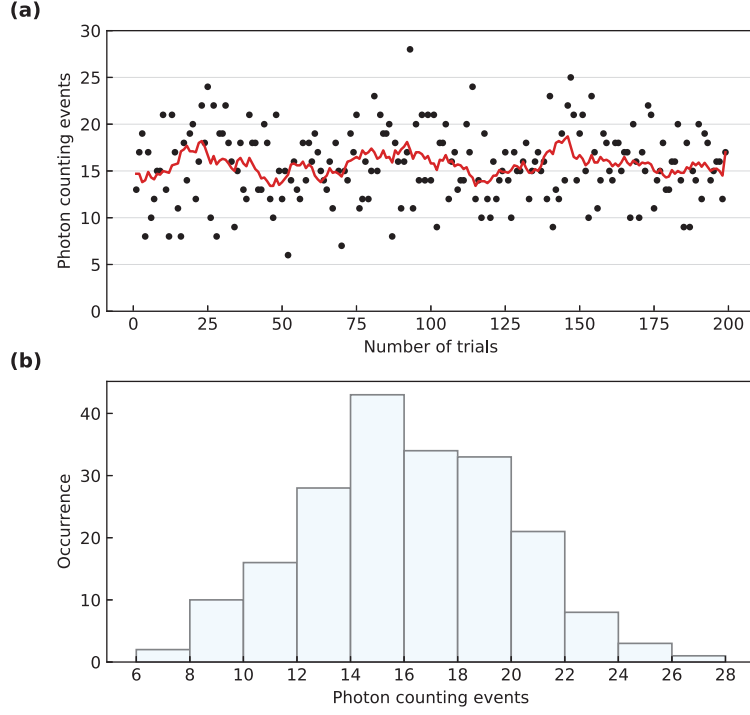 (a)
30
25
20
15
10
5
0
Photon counting events
0 25 50 75 100 125 150 175 200
Number of trials
(b)
40
30
20
10
0
Occurrence
6 8 10 12 14 16 18 20 22 24 26 28
Photon counting events